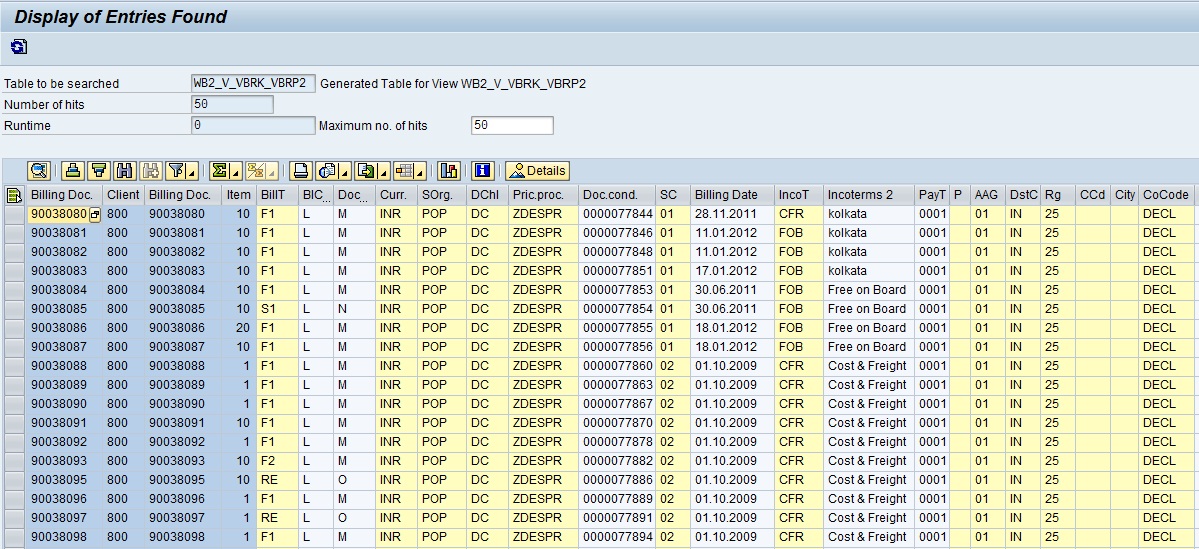 Display of Entries Found
Table to be searched WB2_V_VBRK_VBRP2 Generated Table for View WB2_V_VBRK_VBRP2
Number of hits 50
Runtime 0 Maximum no. of hits 50
Details
Billing Doc. Client Billing Doc. Item BillT BIC... Doc... Curr. SOrg. DChl Pric.proc. Doc.cond. SC Billing Date IncoT Incoterms 2 PayT P AAG DstC Rg CCd City CoCode
90038080 800 90038080 10 F1 L M INR POP DC ZDESPR 0000077844 01 28.11.2011 CFR kolkata 0001 01 IN 25 DECL
90038081 800 90038081 10 F1 L M INR POP DC ZDESPR 0000077846 01 11.01.2012 FOB kolkata 0001 01 IN 25 DECL
90038082 800 90038082 10 F1 L M INR POP DC ZDESPR 0000077848 01 11.01.2012 FOB kolkata 0001 01 IN 25 DECL
90038083 800 90038083 10 F1 L M INR POP DC ZDESPR 0000077851 01 17.01.2012 FOB kolkata 0001 01 IN 25 DECL
90038084 800 90038084 10 F1 L M INR POP DC ZDESPR 0000077853 01 30.06.2011 FOB Free on Board 0001 01 IN 25 DECL
90038085 800 90038085 10 S1 L N INR POP DC ZDESPR 0000077854 01 30.06.2011 FOB Free on Board 0001 01 IN 25 DECL
90038086 800 90038086 20 F1 L M INR POP DC ZDESPR 0000077855 01 18.01.2012 FOB Free on Board 0001 01 IN 25 DECL
90038087 800 90038087 10 F1 L M INR POP DC ZDESPR 0000077856 01 18.01.2012 FOB Free on Board 0001 01 IN 25 DECL
90038088 800 90038088 1 F1 L M INR POP DC ZDESPR 0000077860 02 01.10.2009 CFR Cost & Freight 0001 01 IN 25 DECL
90038089 800 90038089 1 F1 L M INR POP DC ZDESPR 0000077863 02 01.10.2009 CFR Cost & Freight 0001 01 IN 25 DECL
90038090 800 90038090 1 F1 L M INR POP DC ZDESPR 0000077867 02 01.10.2009 CFR Cost & Freight 0001 01 IN 25 DECL
90038091 800 90038091 10 F1 L M INR POP DC ZDESPR 0000077870 02 01.10.2009 CFR Cost & Freight 0001 01 IN 25 DECL
90038092 800 90038092 1 F1 L M INR POP DC ZDESPR 0000077878 02 01.10.2009 CFR Cost & Freight 0001 01 IN 25 DECL
90038093 800 90038093 10 F2 L M INR POP DC ZDESPR 0000077882 02 01.10.2009 CFR Cost & Freight 0001 01 IN 25 DECL
90038095 800 90038095 10 RE L O INR POP DC ZDESPR 0000077886 02 01.10.2009 CFR Cost & Freight 0001 01 IN 25 DECL
90038096 800 90038096 1 F1 L M INR POP DC ZDESPR 0000077889 02 01.10.2009 CFR Cost & Freight 0001 01 IN 25 DECL
90038097 800 90038097 1 RE L O INR POP DC ZDESPR 0000077891 02 01.10.2009 CFR Cost & Freight 0001 01 IN 25 DECL
90038098 800 90038098 1 F1 L M INR POP DC ZDESPR 0000077894 02 01.10.2009 CFR Cost & Freight 0001 01 IN 25 DECL